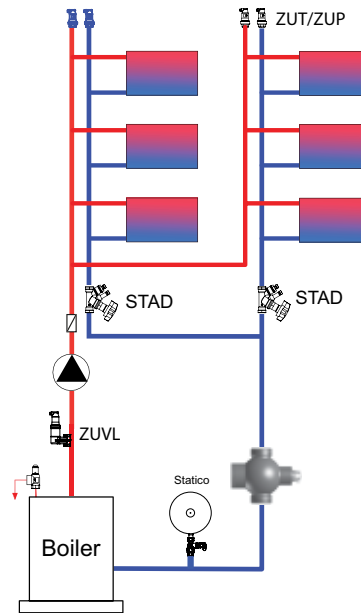 ZUT/ZUP
STAD
STAD
ZUVL
Statico
Boiler